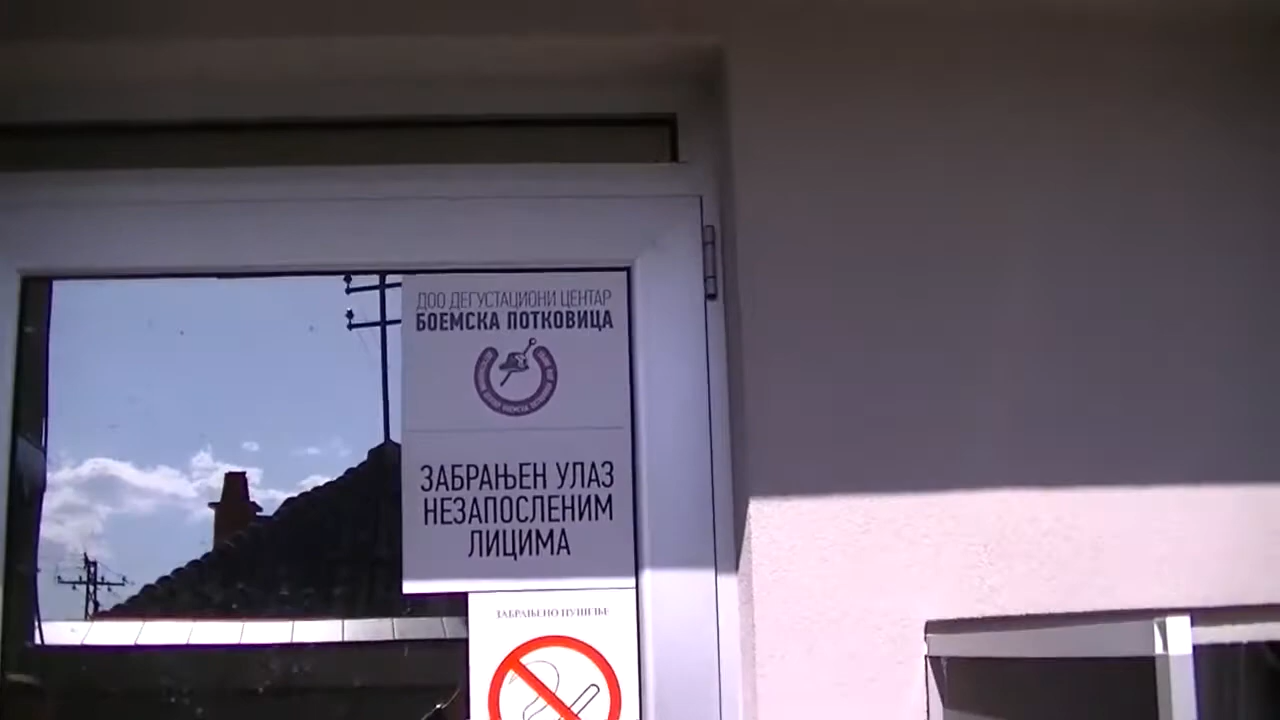 ДОО ДЕГУСТАЦИОНИ ЦЕНТАР
БОЕМСКА ПОТКОВИЦА
ЗАБРАЊЕН УЛАЗ
НЕЗАПОСЛЕНИМ
ЛИЦИМА
ЗАБРАЊЕНО ПУШЕЊЕ